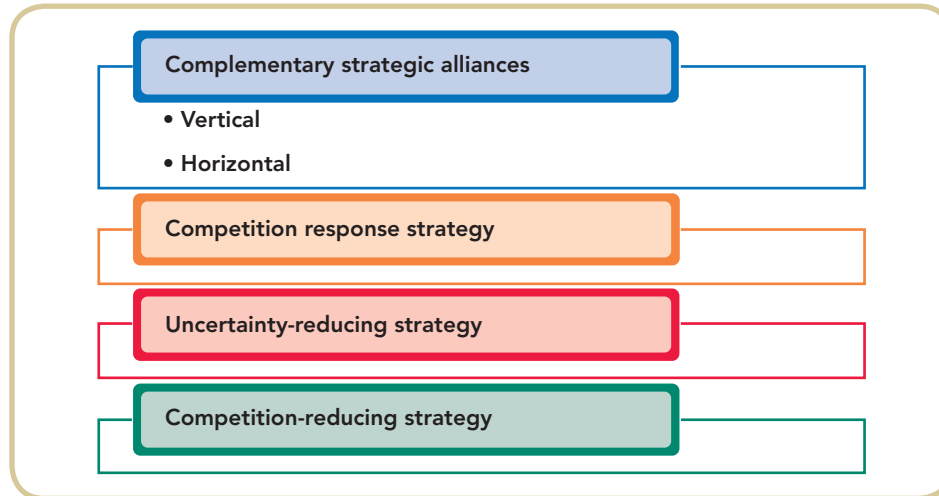 Complementary strategic alliances
• Vertical
• Horizontal
Competition response strategy
Uncertainty-reducing strategy
Competition-reducing strategy